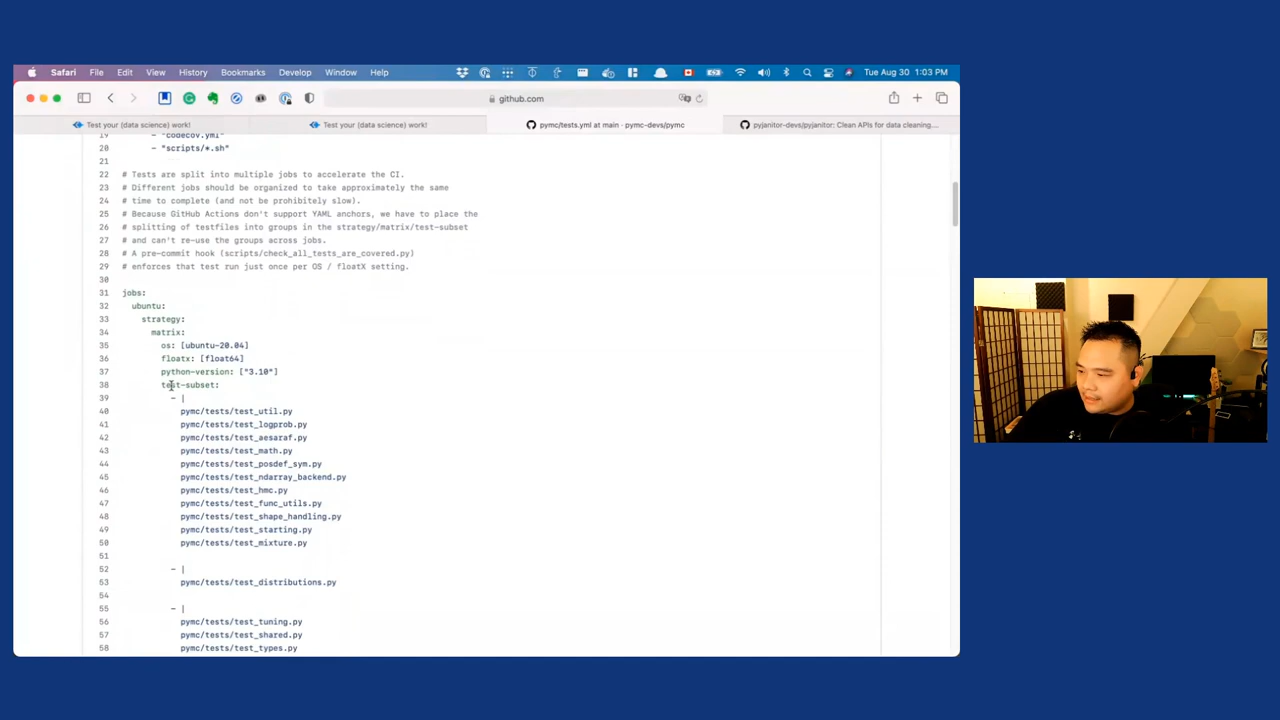 Safari File Edit View History Bookmarks Develop Window Help Tue Aug 30 1:03 PM
github.com
Test your (data science) work! Test your (data science) work! pymc/tests.yml at main · pymc-devs/pymc pyjanitor-devs/pyjanitor: Clean APIs for data cleaning....
19 - "codecov.yml"
20 - "scripts/*.sh"
21
22 # Tests are split into multiple jobs to accelerate the CI.
23 # Different jobs should be organized to take approximately the same
24 # time to complete (and not be prohibitely slow).
25 # Because GitHub Actions don't support YAML anchors, we have to place the
26 # splitting of testfiles into groups in the strategy/matrix/test-subset
27 # and can't re-use the groups across jobs.
28 # A pre-commit hook (scripts/check_all_tests_are_covered.py)
29 # enforces that test run just once per OS / floatX setting.
30
31 jobs:
32 ubuntu:
33 strategy:
34 matrix:
35 os: [ubuntu-20.04]
36 floatx: [float64]
37 python-version: ["3.10"]
38 test-subset:
39 - |
40 pymc/tests/test_util.py
41 pymc/tests/test_logprob.py
42 pymc/tests/test_aesaraf.py
43 pymc/tests/test_math.py
44 pymc/tests/test_posdef_sym.py
45 pymc/tests/test_ndarray_backend.py
46 pymc/tests/test_hmc.py
47 pymc/tests/test_func_utils.py
48 pymc/tests/test_shape_handling.py
49 pymc/tests/test_starting.py
50 pymc/tests/test_mixture.py
51
52 - |
53 pymc/tests/test_distributions.py
54
55 - |
56 pymc/tests/test_tuning.py
57 pymc/tests/test_shared.py
58 pymc/tests/test_types.py